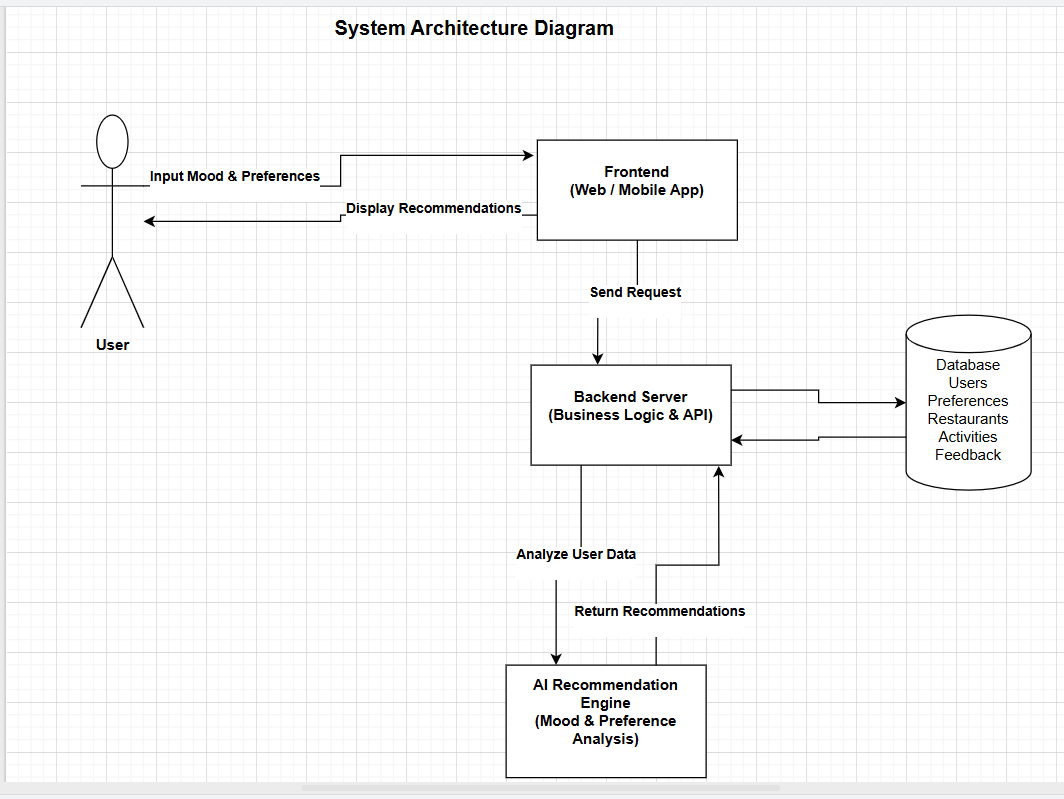 System Architecture Diagram
Input Mood & Preferences
Frontend
(Web / Mobile App)
Display Recommendations
Send Request
User
Database
Users
Preferences
Restaurants
Activities
Feedback
Backend Server
(Business Logic & API)
Analyze User Data
Return Recommendations
AI Recommendation
Engine
(Mood & Preference
Analysis)